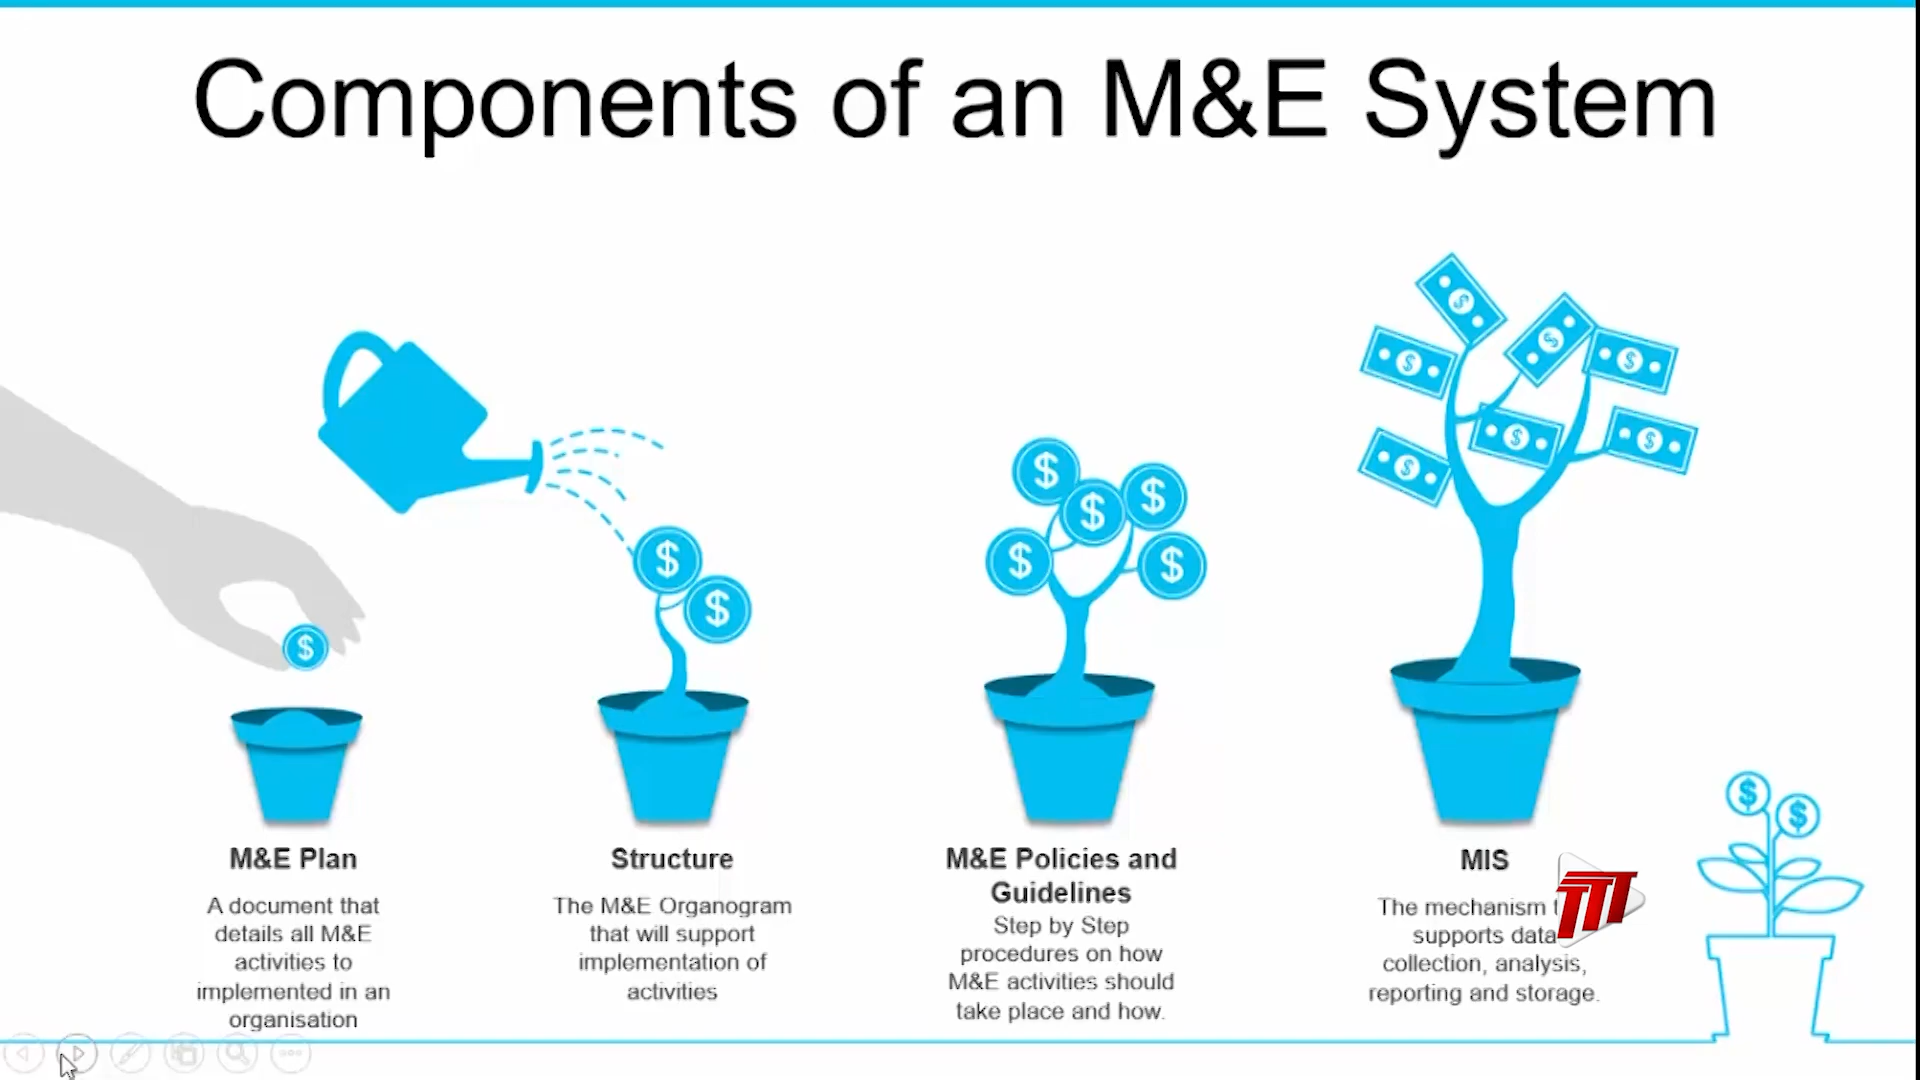 Components of an M&E System
M&E Plan
A document that
details all M&E
activities to
implemented in an
organisation
Structure
The M&E Organogram
that will support
implementation of
activities
M&E Policies and
Guidelines
Step by Step
procedures on how
M&E activities should
take place and how.
MIS
The mechanism
supports data
collection, analysis,
reporting and storage.
TTT